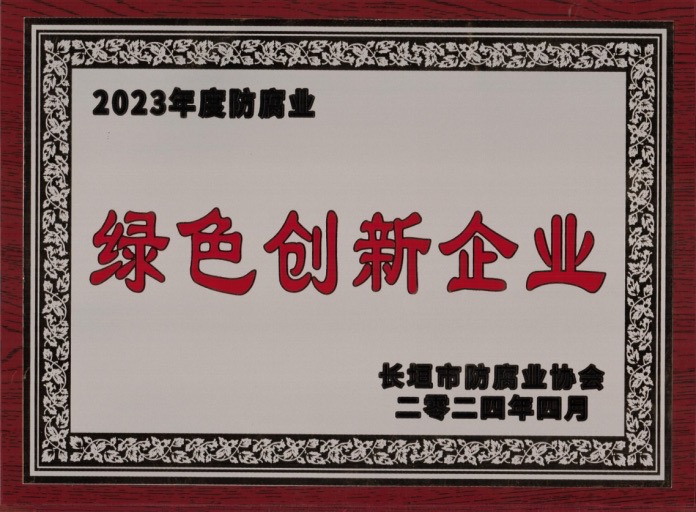 2023年度防腐业
绿色创新企业
长垣市防腐业协会
二零二四年四月